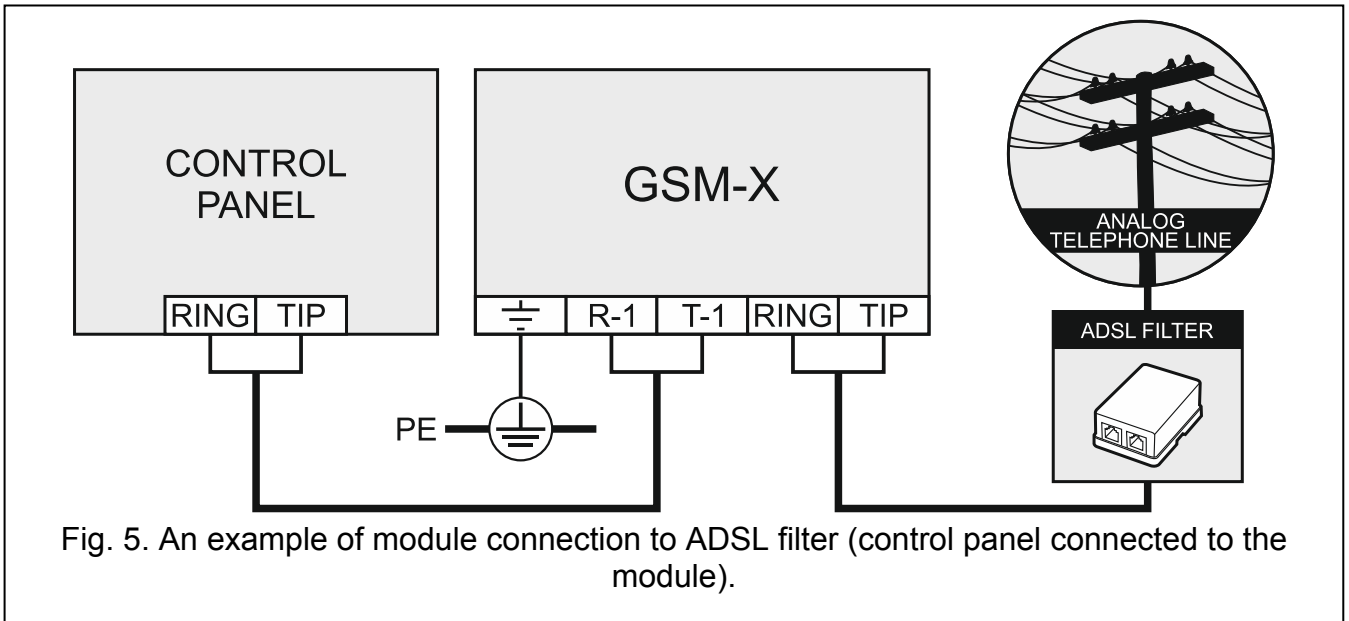 CONTROL
PANEL
RING TIP
GSM-X
R-1 T-1 RING TIP
PE
ANALOG
TELEPHONE LINE
ADSL FILTER
Fig. 5. An example of module connection to ADSL filter (control panel connected to the
module).